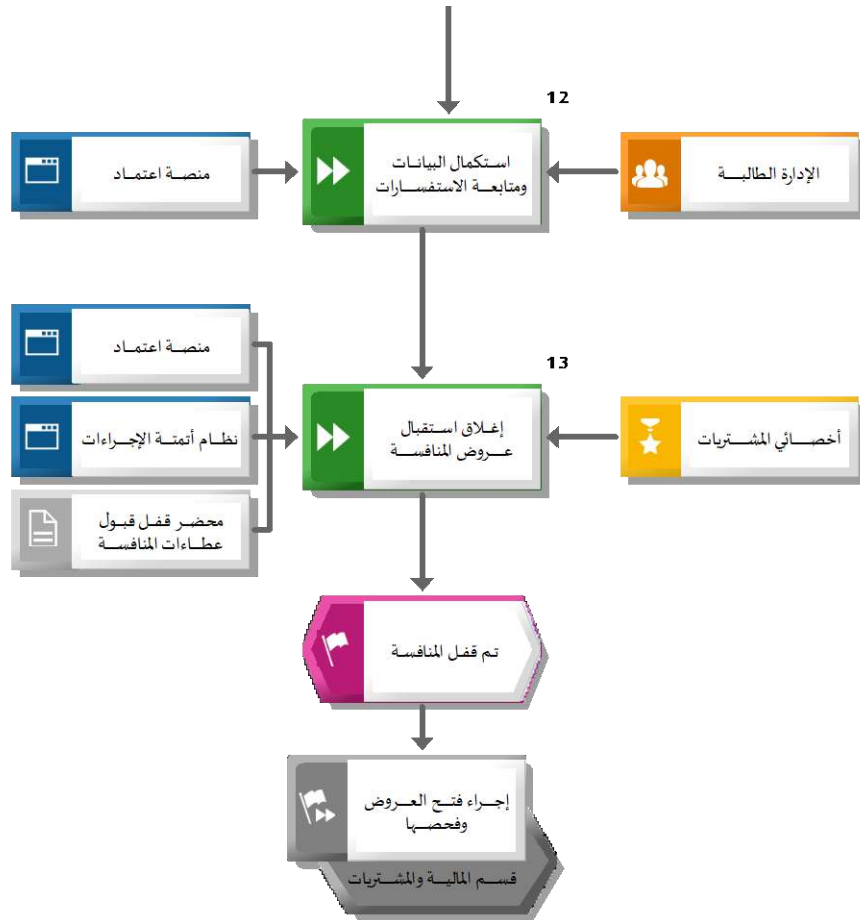 12
الإدارة الطالبة
استكمال البيانات
ومتابعة الاستفسارات
منصة اعتماد
13
أخصائي المشتريات
إغلاق استقبال
عروض المنافسة
منصة اعتماد
نظام أتمتة الإجراءات
محضر قفل قبول
عطاءات المنافسة
تم قفل المنافسة
إجراء فتح العروض
وفحصها
قسم المالية والمشتريات